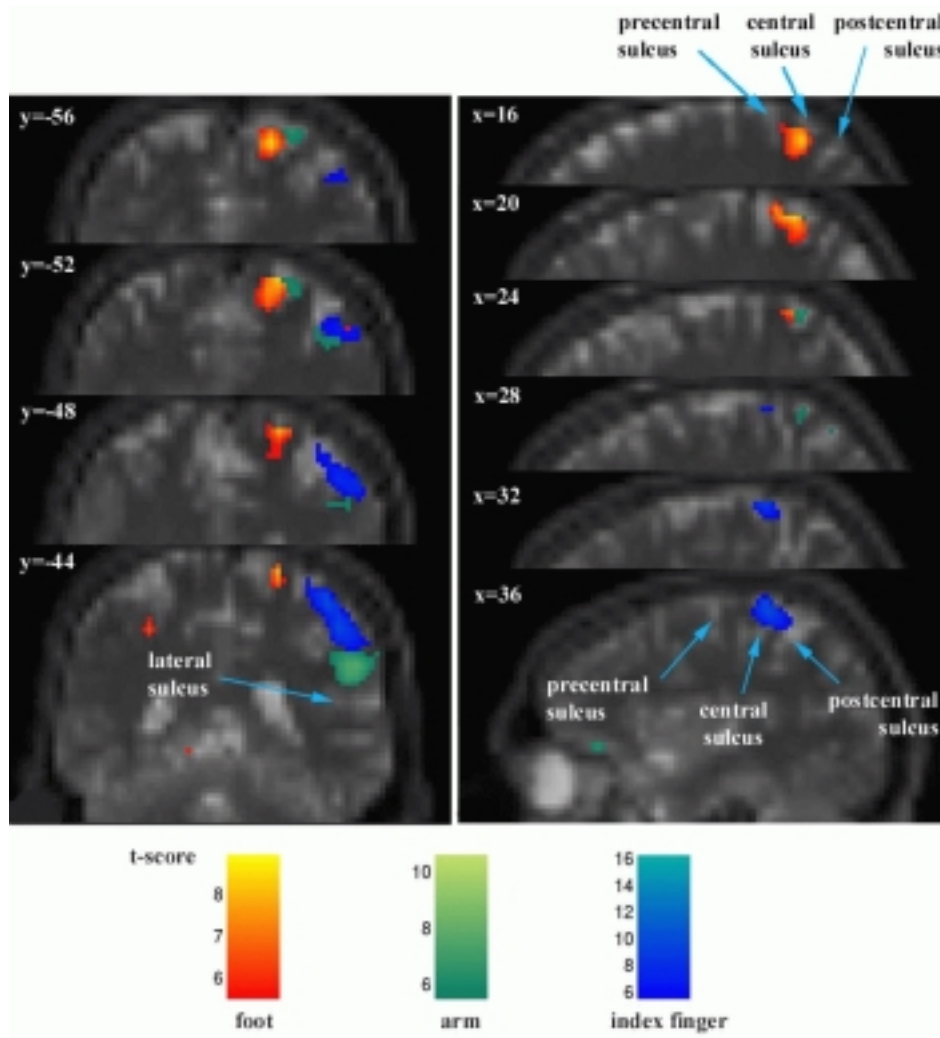 precentral
sulcus
central
sulcus
postcentral
sulcus
y=-56
y=-52
y=-48
y=-44
lateral
sulcus
x=16
x=20
x=24
x=28
x=32
x=36
precentral
sulcus
central
sulcus
postcentral
sulcus
t-score
8
7
6
foot
10
8
6
arm
16
14
12
10
8
6
index finger